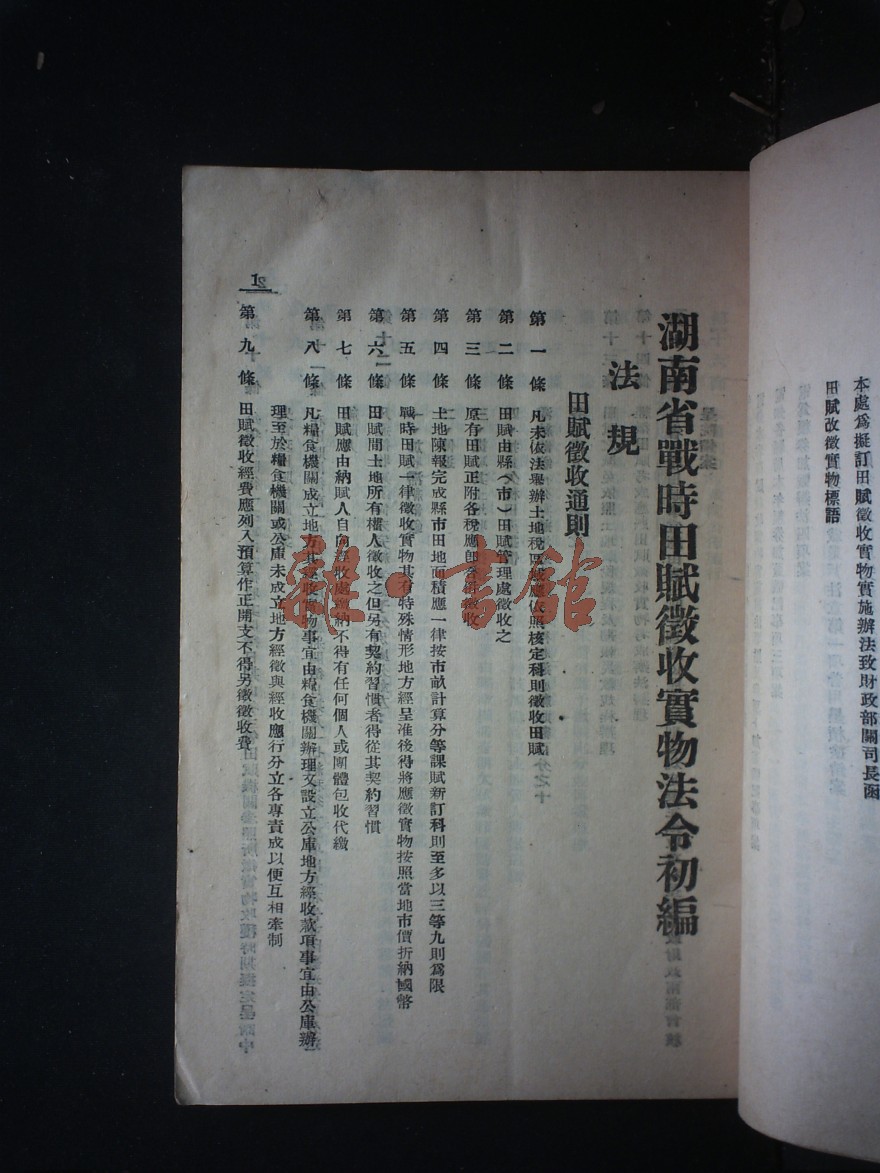 本處爲擬訂田賦徵收實物實施辦法致財政部關司長函
田賦改徵實物標語
湖南省戰時田賦徵收實物法令初編
法規
田賦徵收通則
第一條 凡未依法舉辦土地稅區域應依照核定科則徵收田賦
第二條 田賦由縣（市）田賦管理處徵收之
第三條 原有田賦正附各稅應卽合併徵收
第四條 土地陳報完成縣市田地面積應一律按市畝計算分等課賦新訂科則至多以三等九則爲限
第五條 戰時田賦一律徵收實物其有特殊情形地方經呈准後得將應徵實物按照當地市價折納國幣
第六條 田賦間土地所有權人徵收之但另有契約習慣者得從其契約習慣
第七條 田賦應由納賦人自向經收處繳納不得有任何個人或團體包收代繳
第八條 凡糧食機關成立地方其經收實物事宜由糧食機關辦理文設立公庫地方經收款項事宜由公庫辦
理至於糧食機關或公庫未成立地方經徵與經收應行分立各專責成以便互相牽制
第九條 田賦徵收經費應列入預算作正開支不得另徵徵收費
1
雜·書館